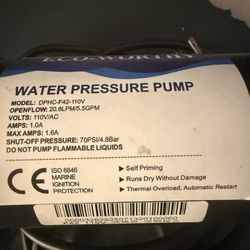 ECO-WORTHY
WATER PRESSURE PUMP
MODEL: DPHC-F42-110V
OPENFLOW: 20.8LPM/5.5GPM
VOLTS: 110V/AC
AMPS: 1.0A
MAX AMPS: 1.6A
SHUT-OFF PRESSURE: 70PSI/4.8Bar
DO NOT PUMP FLAMMABLE LIQUIDS
CE
ISO 8846
MARINE
IGNITION
PROTECTION
Self Priming
Runs Dry Without Damage
Thermal Overload, Automatic Restart